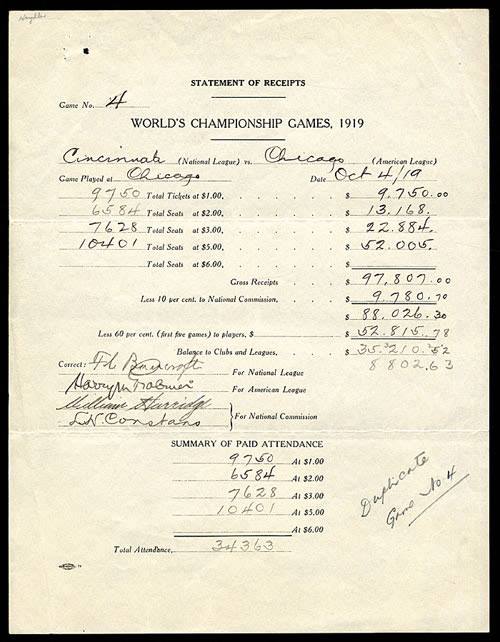 STATEMENT OF RECEIPTS
Game No. 4
WORLD'S CHAMPIONSHIP GAMES, 1919
Cincinnati (National League) vs. Chicago (American League)
Game Played at Chicago Date Oct 4/19
9750 Total Tickets at $1.00, $ 9.750.00
6584 Total Seats at $2.00, $ 13,168.
7628 Total Seats at $3.00, $ 22.884.
10401 Total Seats at $5.00, $ 52.005.
Total Seats at $6.00, $
Gross Receipts $ 97,807.00
Less 10 per cent. to National Commission, $ 9.780.70
$ 88,026.30
Less 60 per cent. (first five games) to players, $ $ 52.815.78
Balance to Clubs and Leagues, $ 35.210.52
8802.63
Correct: Bancroft For National League
Harry For American League
William Harridge
L.N. Constans } For National Commission
SUMMARY OF PAID ATTENDANCE
9750 At $1.00
6584 At $2.00
7628 At $3.00
10401 At $5.00
At $6.00
Total Attendance, 34363
Duplicate
Game No. 4